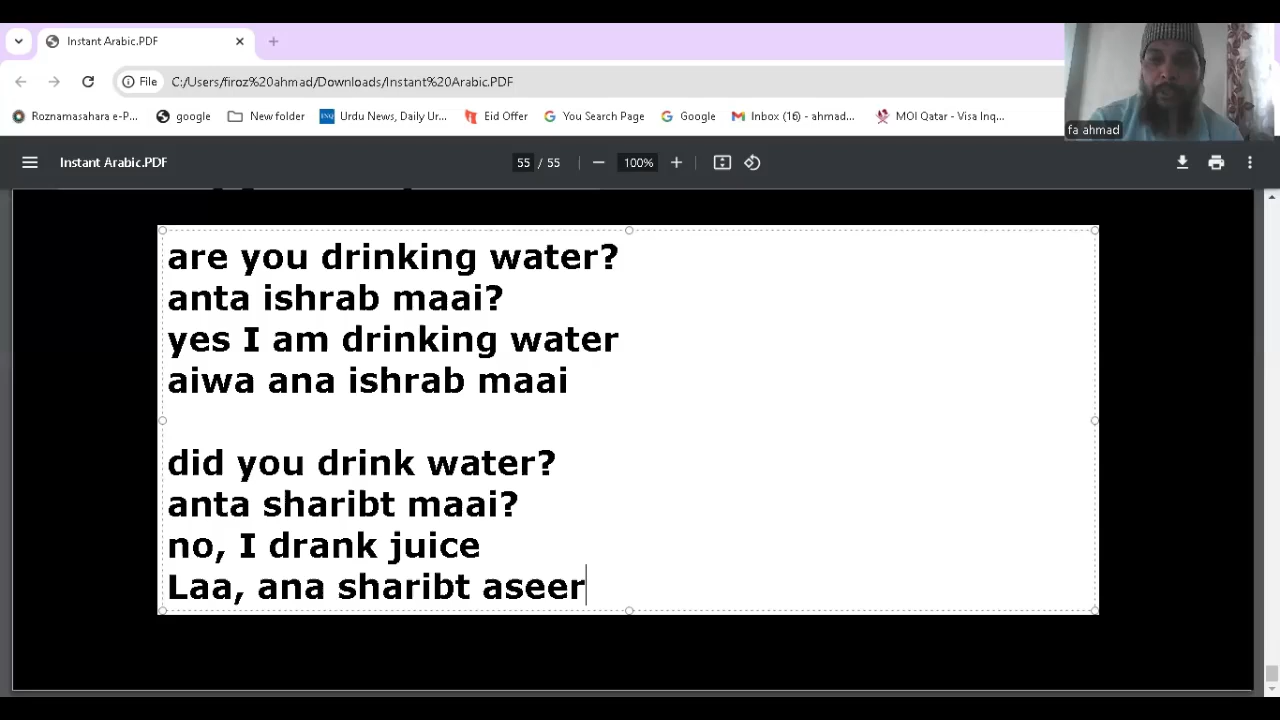 Instant Arabic.PDF
File C:/Users/firoz%20ahmad/Downloads/Instant%20Arabic.PDF
Roznamasahara e-P... google New folder INQ Urdu News, Daily Ur... Eid Offer You Search Page Google Inbox (16) - ahmad... MOI Qatar - Visa Inq...
fa ahmad
Instant Arabic.PDF 55 / 55 100%
are you drinking water?
anta ishrab maai?
yes I am drinking water
aiwa ana ishrab maai
did you drink water?
anta sharibt maai?
no, I drank juice
Laa, ana sharibt aseer